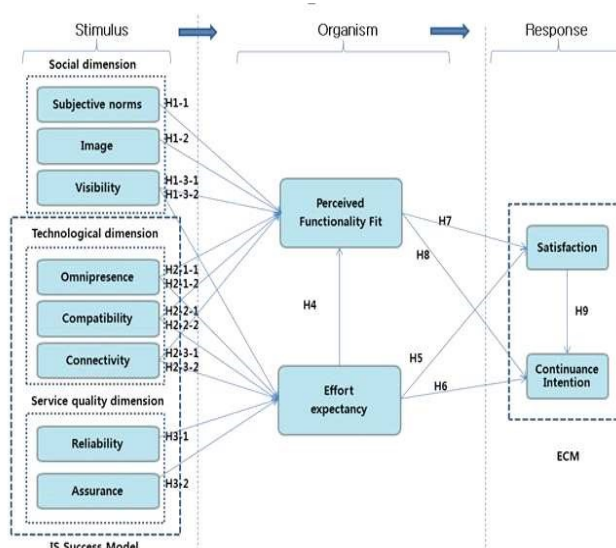 Stimulus
Organism
Response
Social dimension
Subjective norms
H1-1
Image
H1-2
Visibility
H1-3-1
H1-3-2
Technological dimension
Omnipresence
H2-1-1
H2-1-2
Compatibility
H2-2-1
H2-2-2
Connectivity
H2-3-1
H2-3-2
Service quality dimension
Reliability
H3-1
Assurance
H3-2
IS Success Model
Perceived
Functionality Fit
H4
Effort
expectancy
H7
H8
H5
H6
Satisfaction
H9
Continuance
Intention
ECM